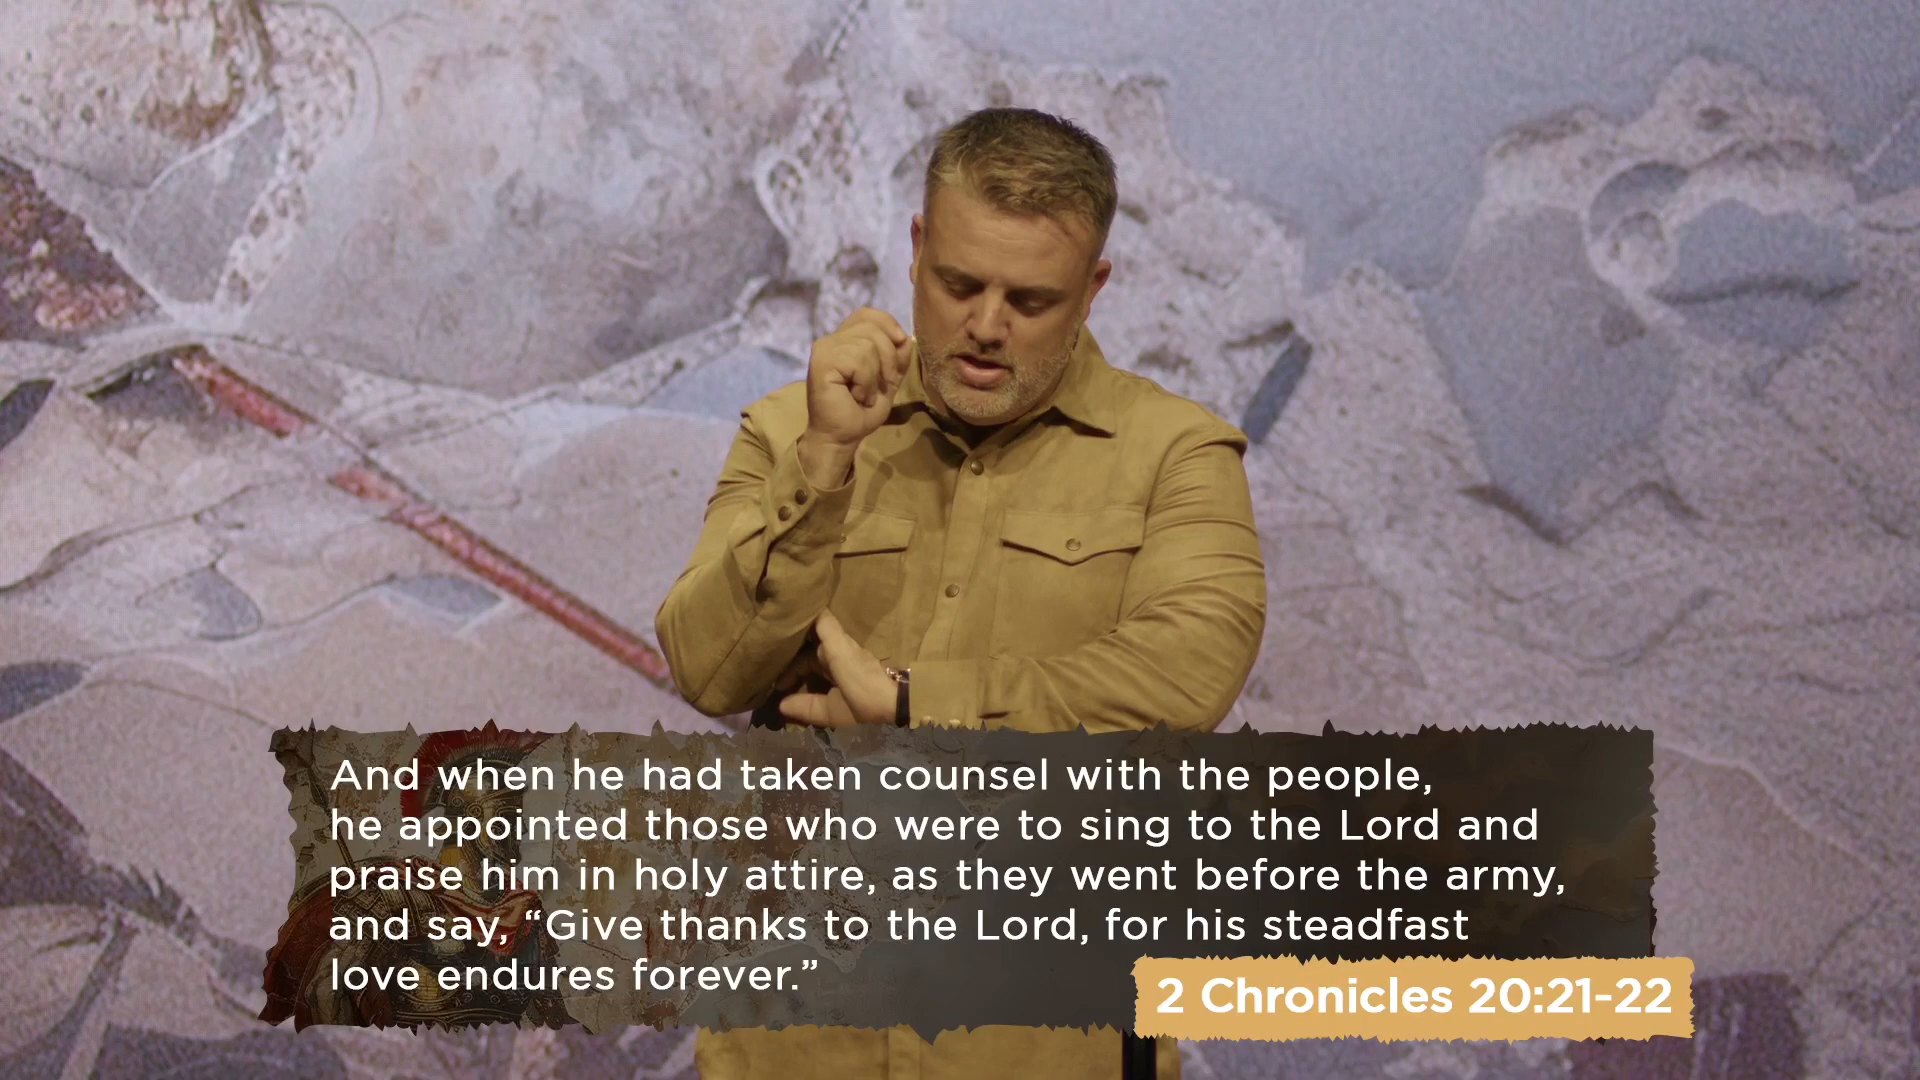 And when he had taken counsel with the people,
he appointed those who were to sing to the Lord and
praise him in holy attire, as they went before the army,
and say, “Give thanks to the Lord, for his steadfast
love endures forever.”
2 Chronicles 20:21-22